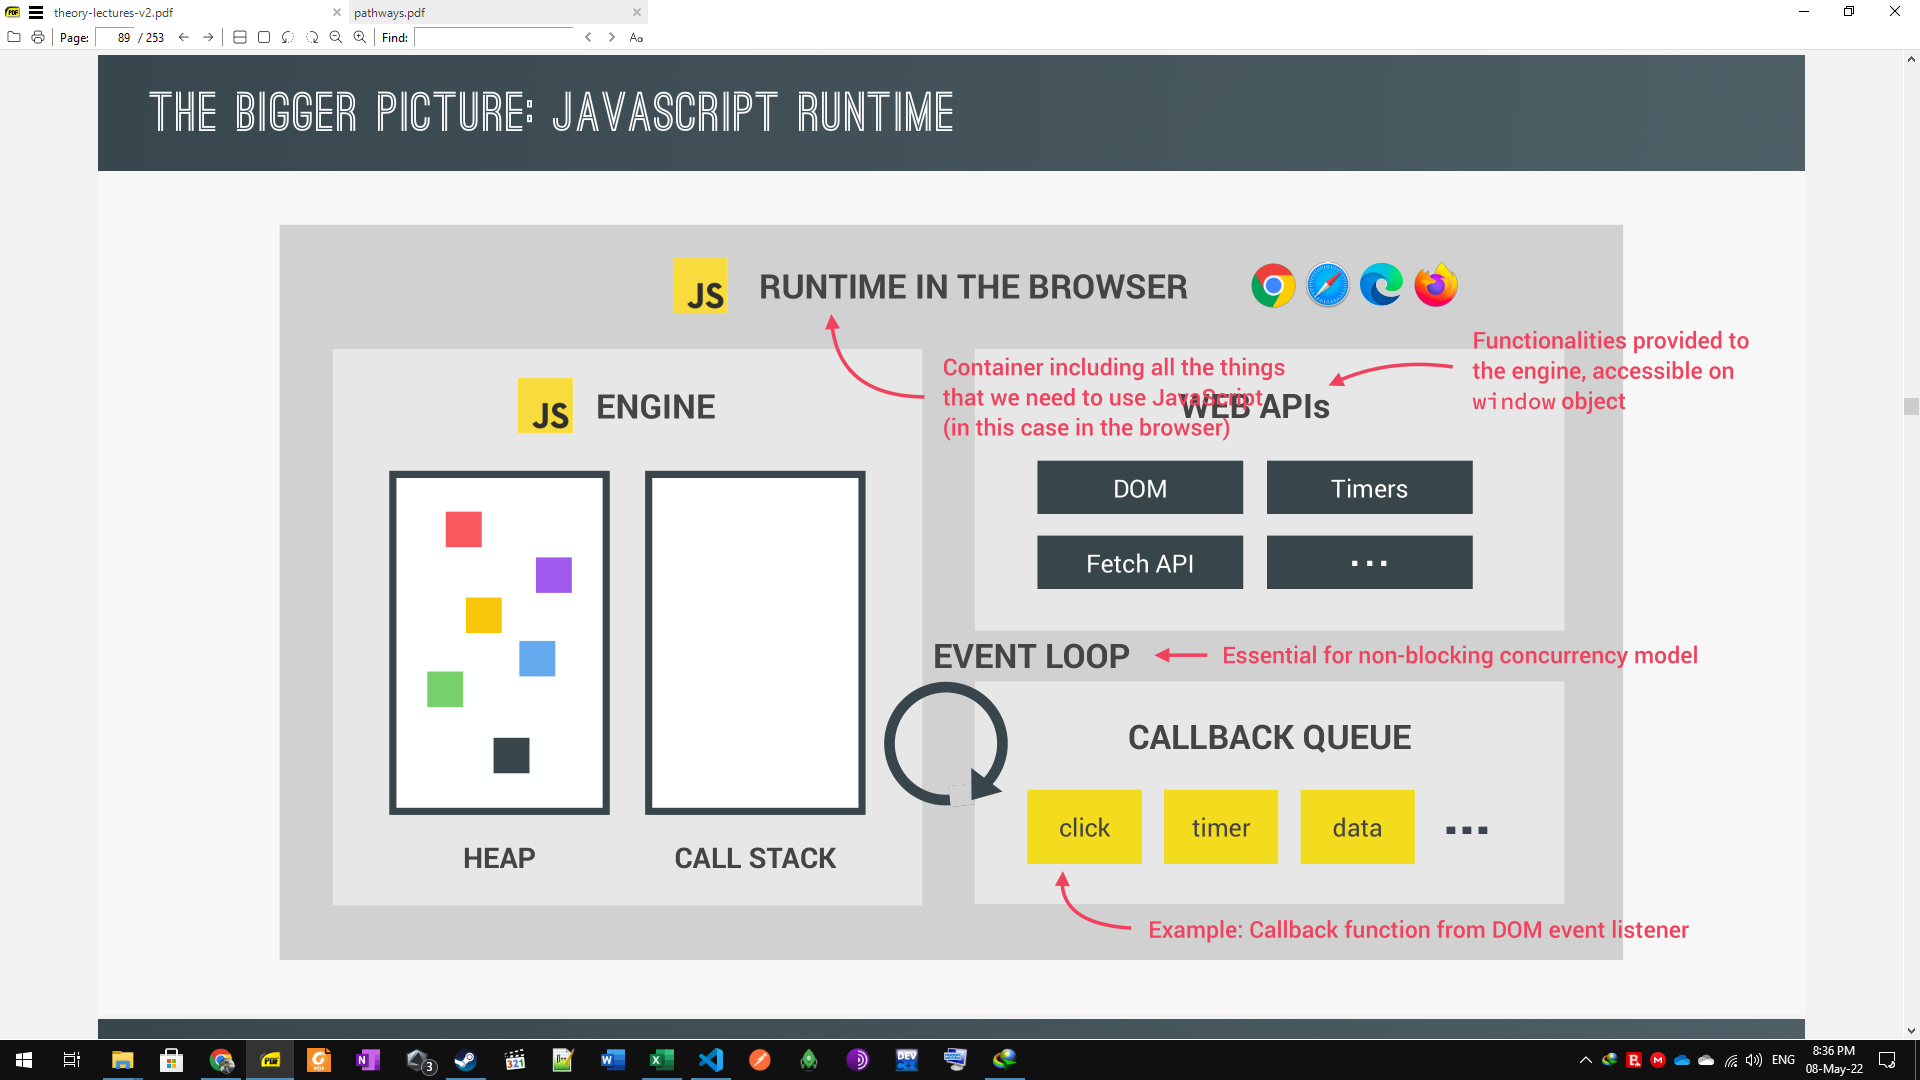 theory-lectures-v2.pdf
pathways.pdf
Page: 89 / 253
Find:
THE BIGGER PICTURE: JAVASCRIPT RUNTIME
JS RUNTIME IN THE BROWSER
Functionalities provided to
the engine, accessible on
window object
Container including all the things
that we need to use JavaScript
(in this case in the browser)
JS ENGINE
WEB APIs
DOM
Timers
Fetch API
...
HEAP
CALL STACK
EVENT LOOP
Essential for non-blocking concurrency model
CALLBACK QUEUE
click
timer
data
...
Example: Callback function from DOM event listener
3
321
DEV
ENG
8:36 PM
08-May-22